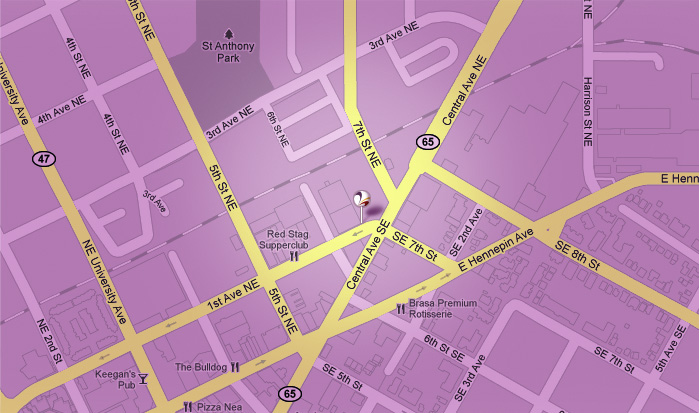 5th St NE
NE
4th St NE
St Anthony
Park
3rd Ave NE
Central Ave NE
Harrison St NE
University Ave
4th Ave NE
4th St NE
3rd Ave NE
6th St NE
7th St NE
65
47
5th St NE
3rd Ave
E Henn
Red Stag
Supperclub
Central Ave SE
SE 7th St
SE 2nd Ave
E Hennepin Ave
SE 8th St
NE University Ave
1st Ave NE
5th St NE
Brasa Premium
Rotisserie
NE 2nd St
6th St SE
SE 3rd Ave
SE 7th St
5th Ave SE
The Bulldog
Keegan's
Pub
SE 5th St
65
Pizza Nea